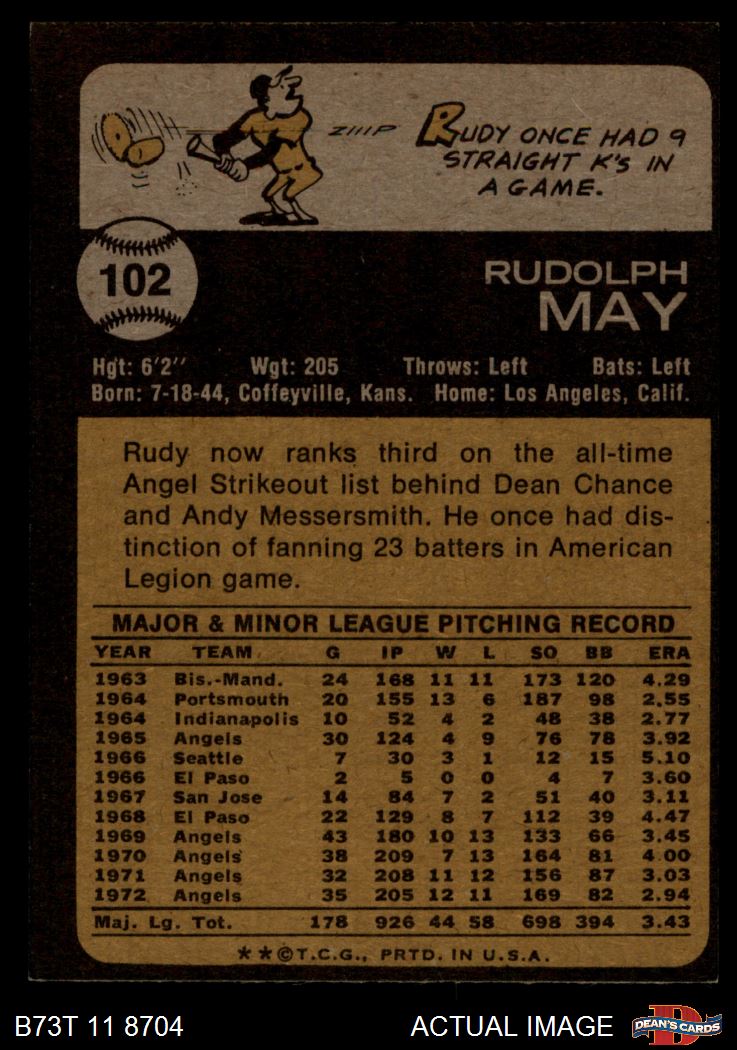 ZIIIP
RUDY ONCE HAD 9
STRAIGHT K'S IN
A GAME.
102
RUDOLPH
MAY
Hgt: 6'2" Wgt: 205 Throws: Left Bats: Left
Born: 7-18-44, Coffeyville, Kans. Home: Los Angeles, Calif.
Rudy now ranks third on the all-time
Angel Strikeout list behind Dean Chance
and Andy Messersmith. He once had dis-
tinction of fanning 23 batters in American
Legion game.
MAJOR & MINOR LEAGUE PITCHING RECORD
YEAR TEAM G IP W L SO BB ERA
1963 Bis.-Mand. 24 168 11 11 173 120 4.29
1964 Portsmouth 20 155 13 6 187 98 2.55
1964 Indianapolis 10 52 4 2 48 38 2.77
1965 Angels 30 124 4 9 76 78 3.92
1966 Seattle 7 30 3 1 12 15 5.10
1966 El Paso 2 5 0 0 4 7 3.60
1967 San Jose 14 84 7 2 51 40 3.11
1968 El Paso 22 129 8 7 112 39 4.47
1969 Angels 43 180 10 13 133 66 3.45
1970 Angels 38 209 7 13 164 81 4.00
1971 Angels 32 208 11 12 156 87 3.03
1972 Angels 35 205 12 11 169 82 2.94
Maj. Lg. Tot. 178 926 44 58 698 394 3.43
★★©T.C.G., PRTD. IN U.S.A.
B73T 11 8704 ACTUAL IMAGE
D
DEAN'S CARDS